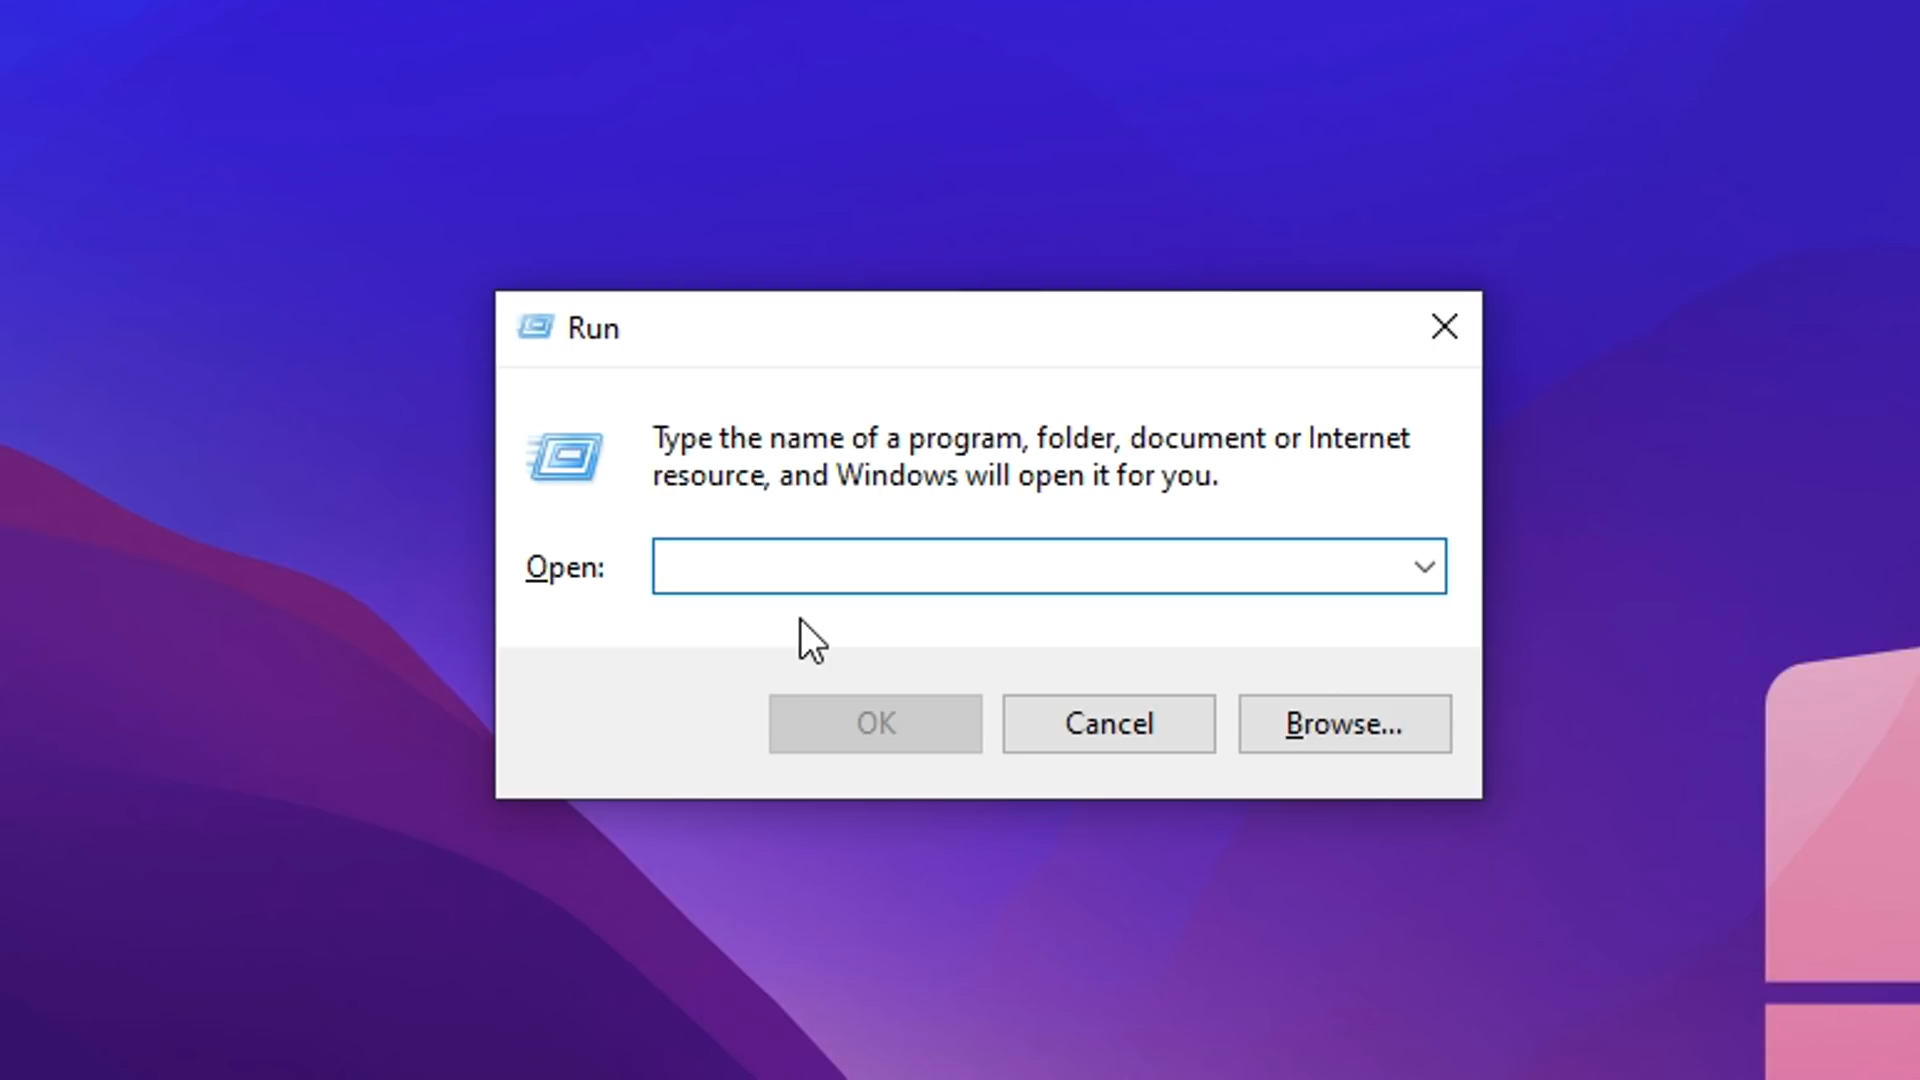 Run
Type the name of a program, folder, document or Internet
resource, and Windows will open it for you.
Open:
OK
Cancel
Browse...